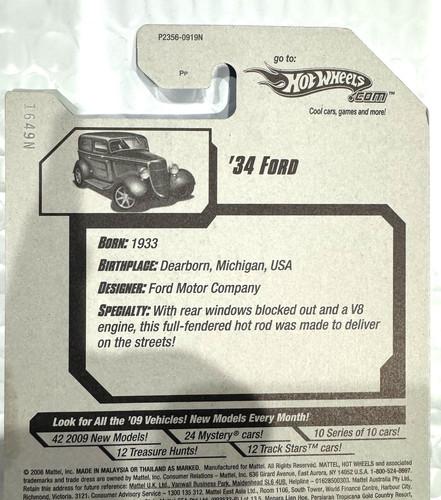 P2356-0919N
go to:
Pp
HOT WHEELS
.com™
Cool cars, games and more!
1649N
'34 FORD
BORN: 1933
BIRTHPLACE: Dearborn, Michigan, USA
DESIGNER: Ford Motor Company
SPECIALTY: With rear windows blocked out and a V8
engine, this full-fendered hot rod was made to deliver
on the streets!
Look for All the '09 Vehicles! New Models Every Month!
42 2009 New Models! 24 Mystery® cars! 10 Series of 10 cars!
12 Treasure Hunts! 12 Track Stars™ cars!
© 2008 Mattel, Inc. MADE IN MALAYSIA OR THAILAND AS MARKED. Manufactured for Mattel. All Rights Reserved. MATTEL, HOT WHEELS and associated
trademarks and trade dress are owned by Mattel, Inc. Consumer Relations – Mattel, Inc. 636 Girard Avenue, East Aurora, NY 14052 U.S.A. 1-800-524-8697.
Retain this address for future reference: Mattel U.K. Ltd., Vanwall Business Park, Maidenhead SL6 4UB. Helpline – 01628500303. Mattel Australia Pty Ltd.,
Richmond, Victoria. 3121. Consumer Advisory Service – 1300 135 312. Mattel East Asia Ltd., Room 1106, South Tower, World Finance Centre, Harbour City,